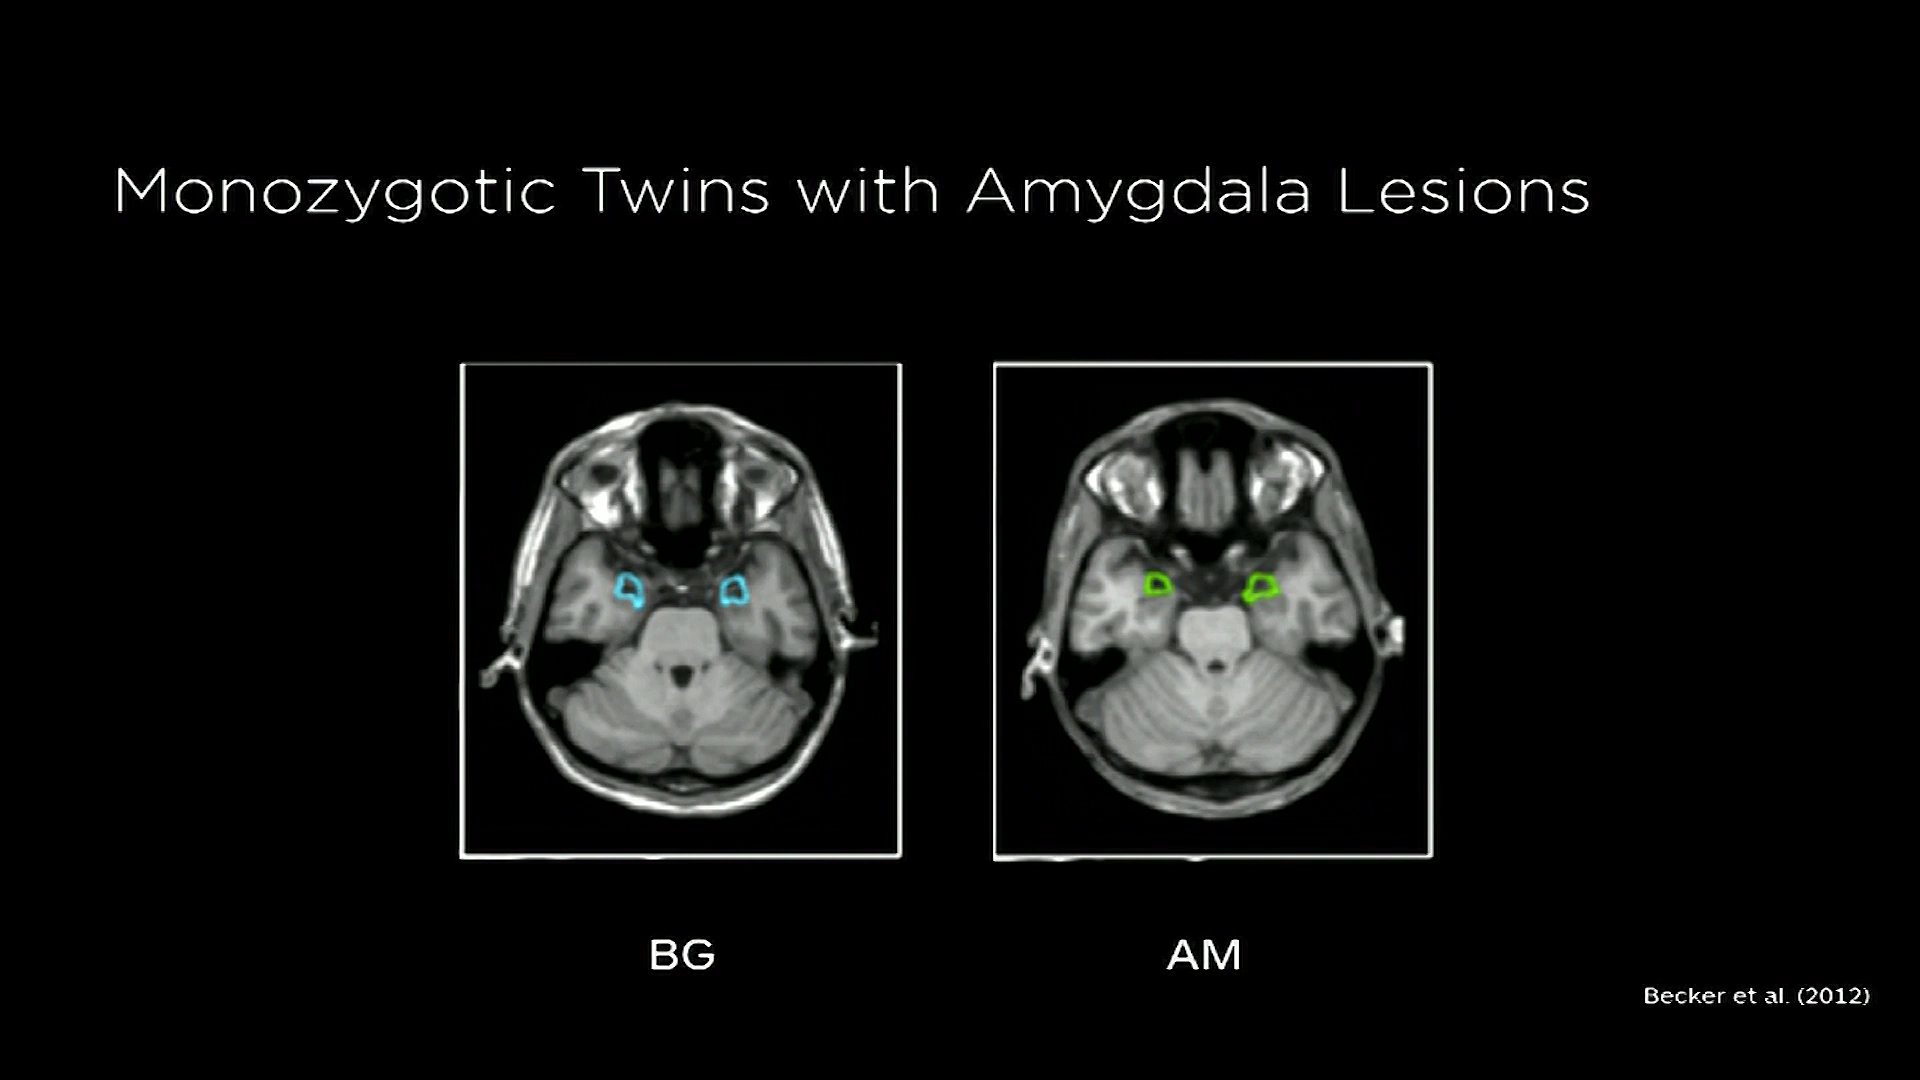 Monozygotic Twins with Amygdala Lesions
BG
AM
Becker et al. (2012)